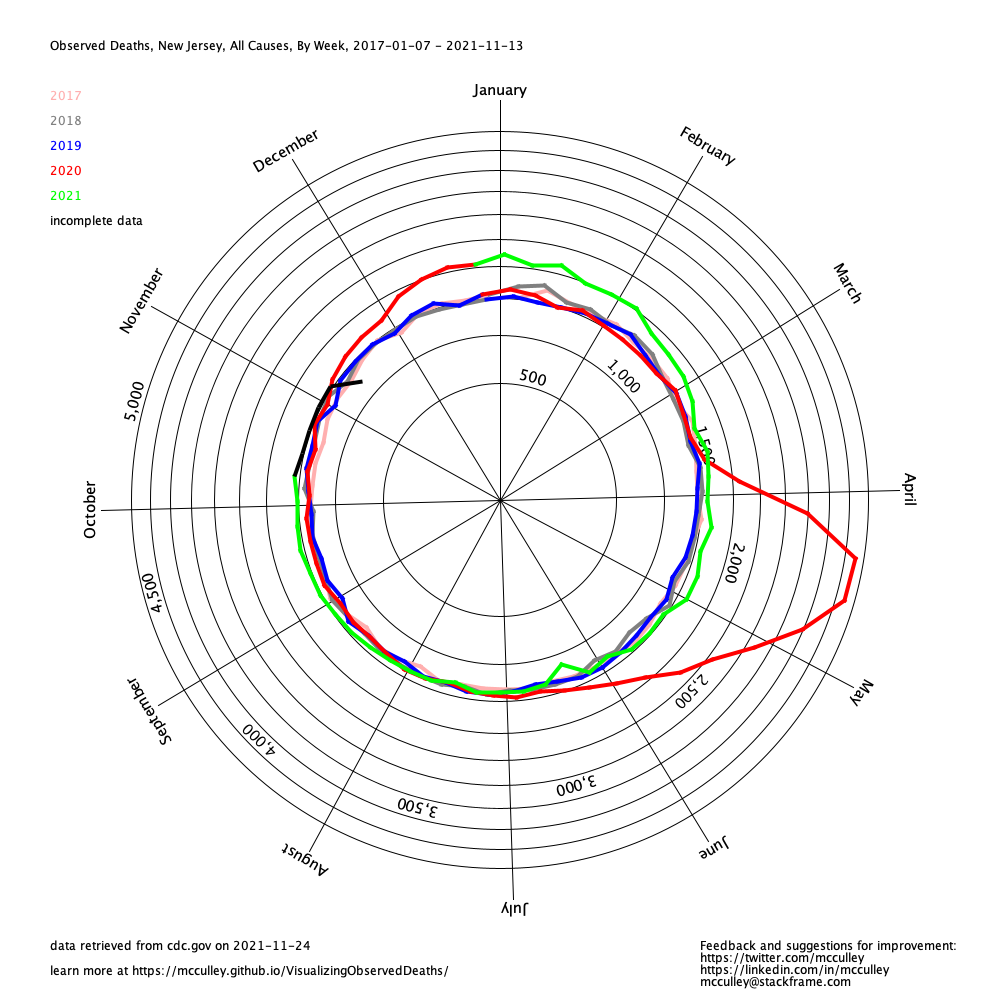 Observed Deaths, New Jersey, All Causes, By Week, 2017-01-07 - 2021-11-13
2017
2018
2019
2020
2021
incomplete data
January
February
March
April
May
June
July
August
September
October
November
December
500
1,000
1,500
2,000
2,500
3,000
3,500
4,000
4,500
5,000
data retrieved from cdc.gov on 2021-11-24
learn more at https://mcculley.github.io/VisualizingObservedDeaths/
Feedback and suggestions for improvement:
https://twitter.com/mcculley
https://linkedin.com/in/mcculley
mcculley@stackframe.com